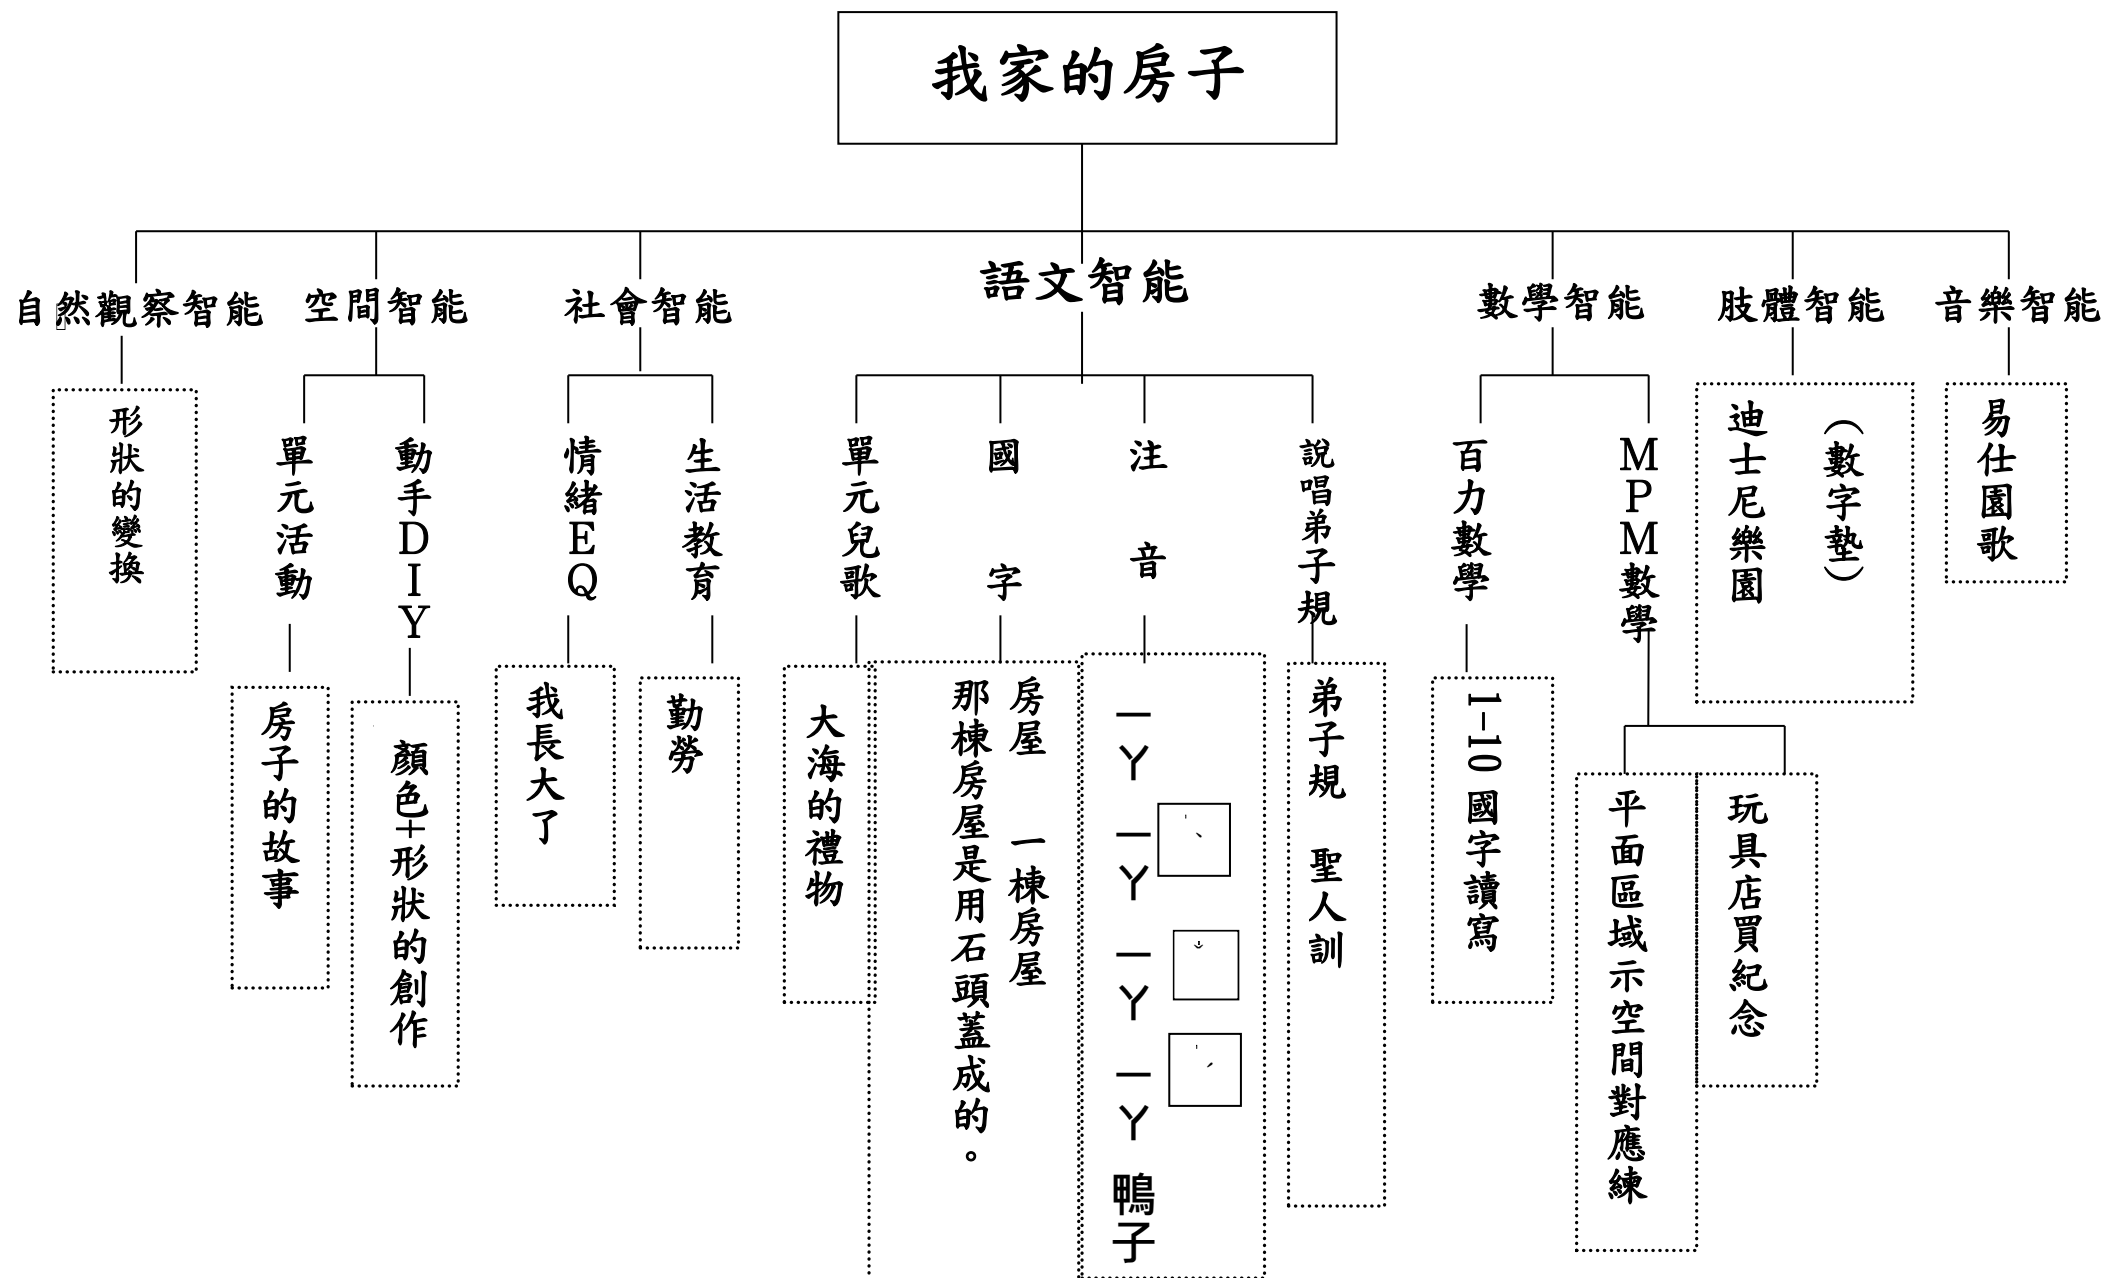 我家的房子
自然觀察智能
空間智能
社會智能
語文智能
數學智能
肢體智能
音樂智能
形狀的變換
單元活動
動手DIY
情緒EQ
生活教育
單元兒歌
國字
注音
說唱弟子規
百力數學
MPM數學
(數字墊)
迪士尼樂園
易仕園歌
房子的故事
顏色+形狀的創作
我長大了
勤勞
大海的禮物
房屋 一棟房屋
那棟房屋是用石頭蓋成的。
ㄧㄚ ㄧㄚˋ ㄧㄚˇ ㄧㄚˊ 鴨子
弟子規 聖人訓
1-10國字讀寫
平面區域示空間對應練
玩具店買紀念